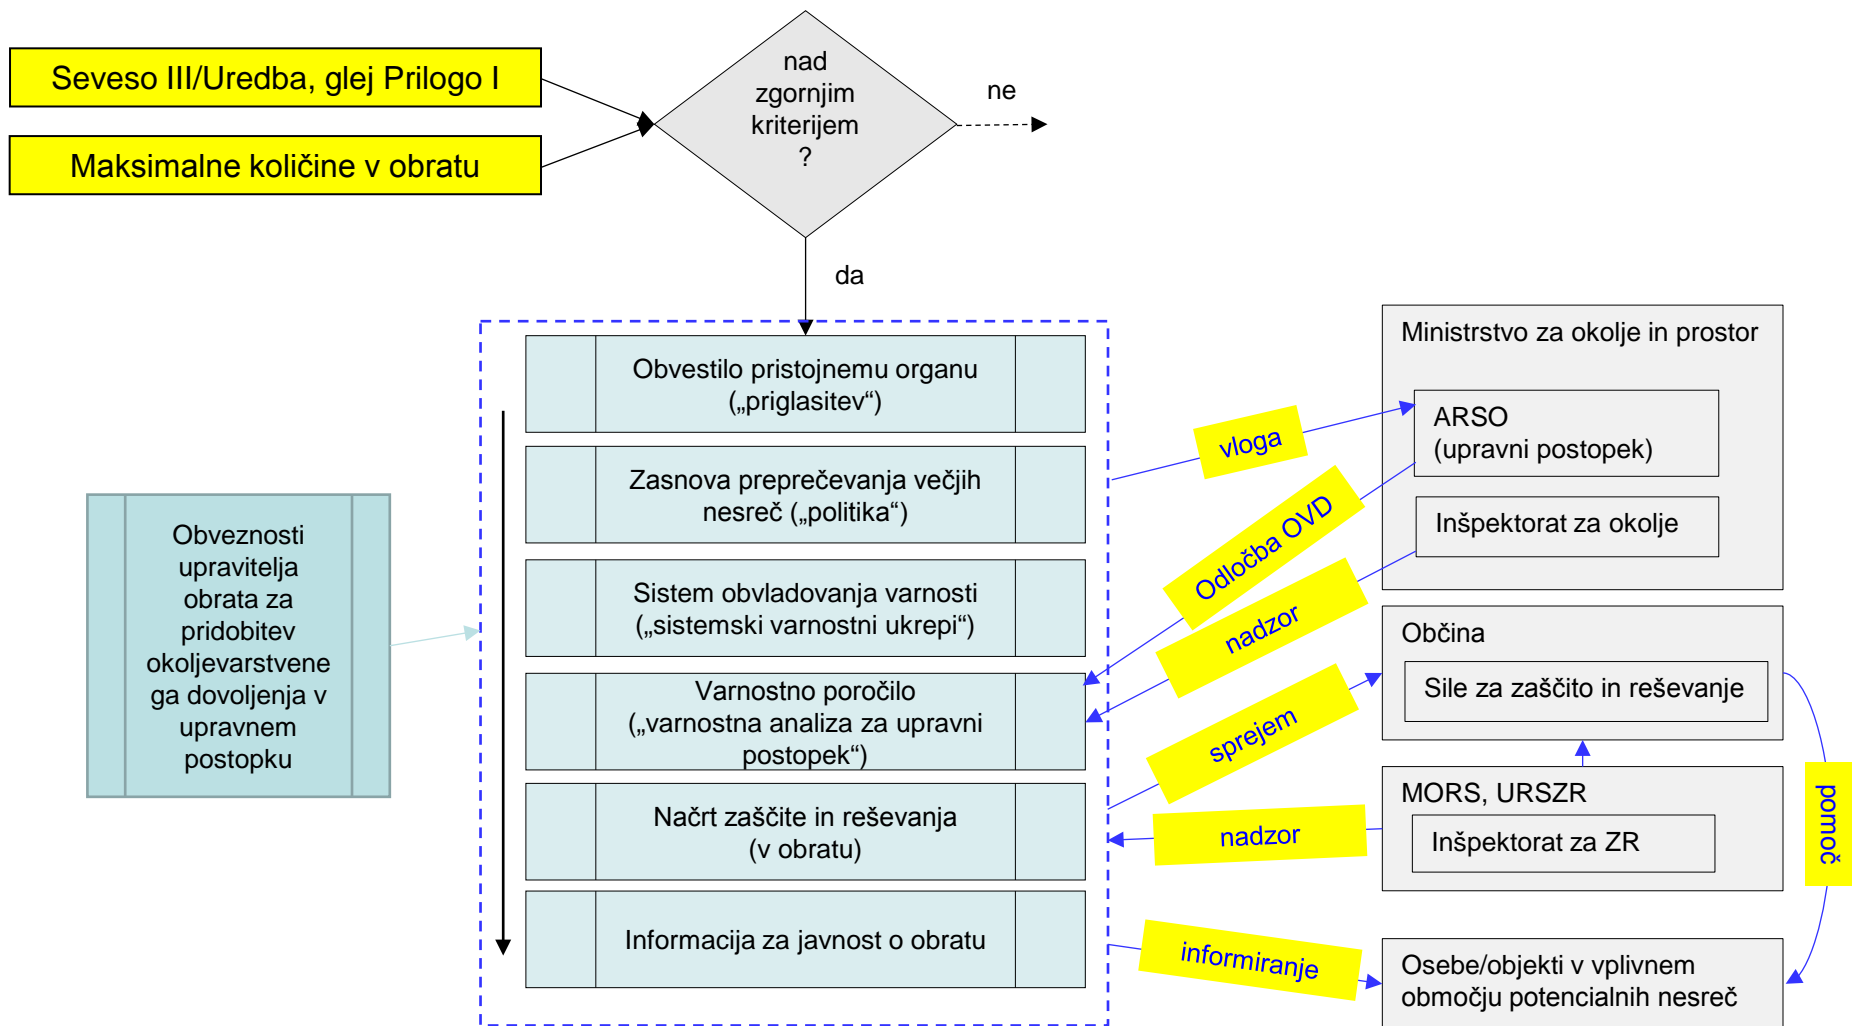 Seveso III/Uredba, glej Prilogo I
Maksimalne količine v obratu
nad
zgornjim
kriterijem
?
ne
da
Obveznosti
upravitelja
obrata za
pridobitev
okoljevarstvene
ga dovoljenja v
upravnem
postopku
Obvestilo pristojnemu organu
(„priglasitev“)
Zasnova preprečevanja večjih
nesreč („politika“)
Sistem obvladovanja varnosti
(„sistemski varnostni ukrepi“)
Varnostno poročilo
(„varnostna analiza za upravni
postopek“)
Načrt zaščite in reševanja
(v obratu)
Informacija za javnost o obratu
vloga
Odločba OVD
nadzor
sprejem
nadzor
informiranje
Ministrstvo za okolje in prostor
ARSO
(upravni postopek)
Inšpektorat za okolje
Občina
Sile za zaščito in reševanje
MORS, URSZR
Inšpektorat za ZR
pomoč
Osebe/objekti v vplivnem
območju potencialnih nesreč